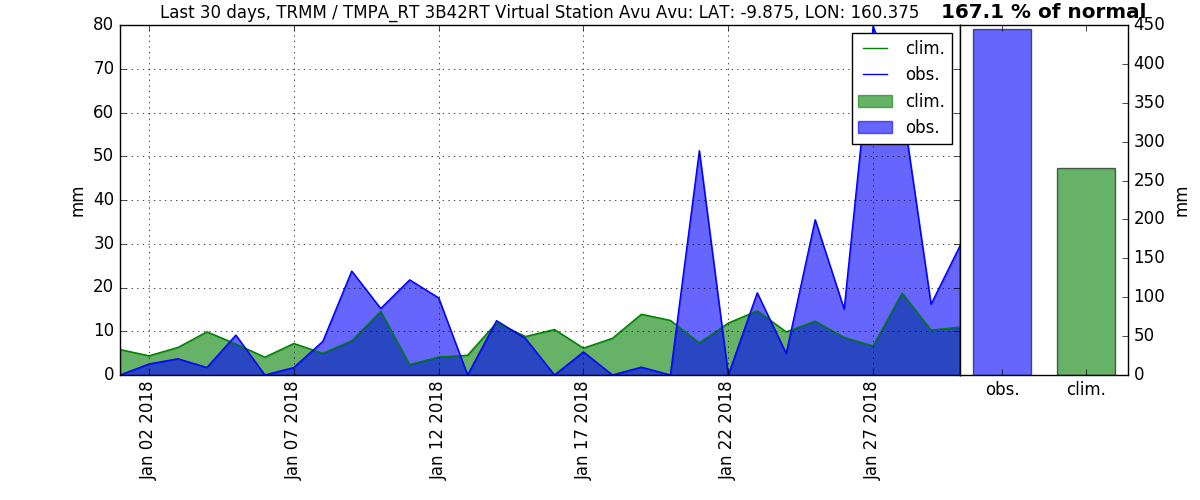 Last 30 days, TRMM / TMPA_RT 3B42RT Virtual Station Avu Avu: LAT: -9.875, LON: 160.375
167.1 % of normal
80
70
60
50
40
30
20
10
0
mm
clim.
obs.
clim.
obs.
Jan 02 2018
Jan 07 2018
Jan 12 2018
Jan 17 2018
Jan 22 2018
Jan 27 2018
450
400
350
300
250
200
150
100
50
0
mm
obs.
clim.